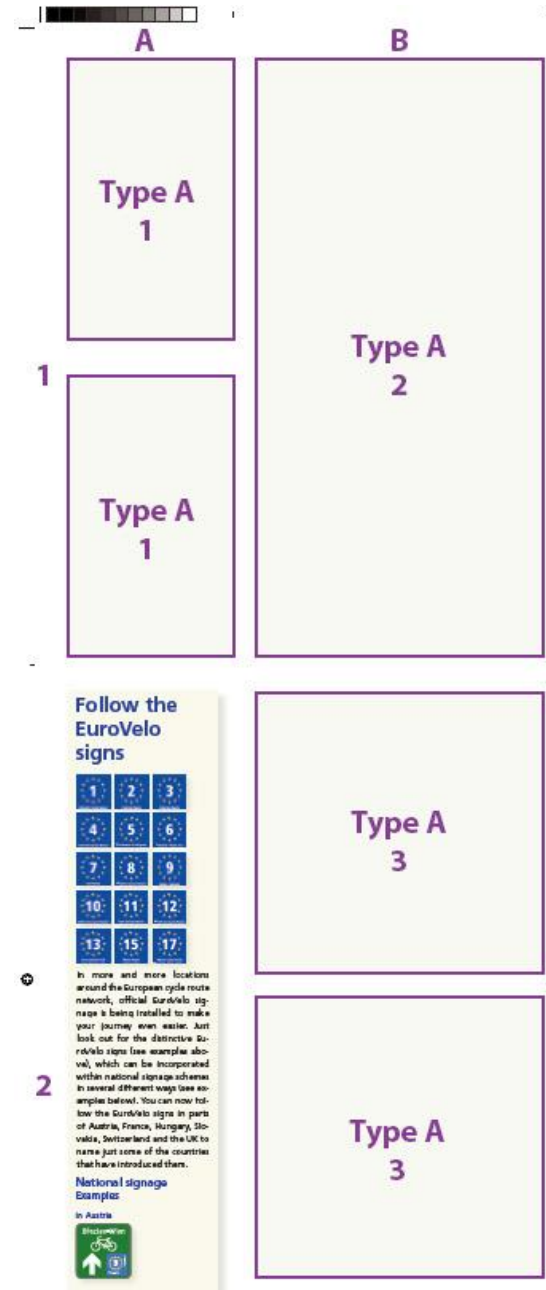 A
B
Type A
1
Type A
2
1
Type A
1
Follow the
EuroVelo
signs
1 2 3
4 5 6
7 8 9
10 11 12
13 15 17
In more and more locations
around the European cycle route
network, official EuroVelo sig-
nage is being installed to make
your journey even easier. Just
look out for the distinctive Eu-
roVelo signs (see examples abo-
ve), which can be incorporated
within national signage schemes
in several different ways (see ex-
amples below). You can now fol-
low the EuroVelo signs in parts
of Austria, France, Hungary, Slo-
vakia, Switzerland and the UK to
name just some of the countries
that have introduced them.
National signage
Examples
in Austria
2
Type A
3
Type A
3